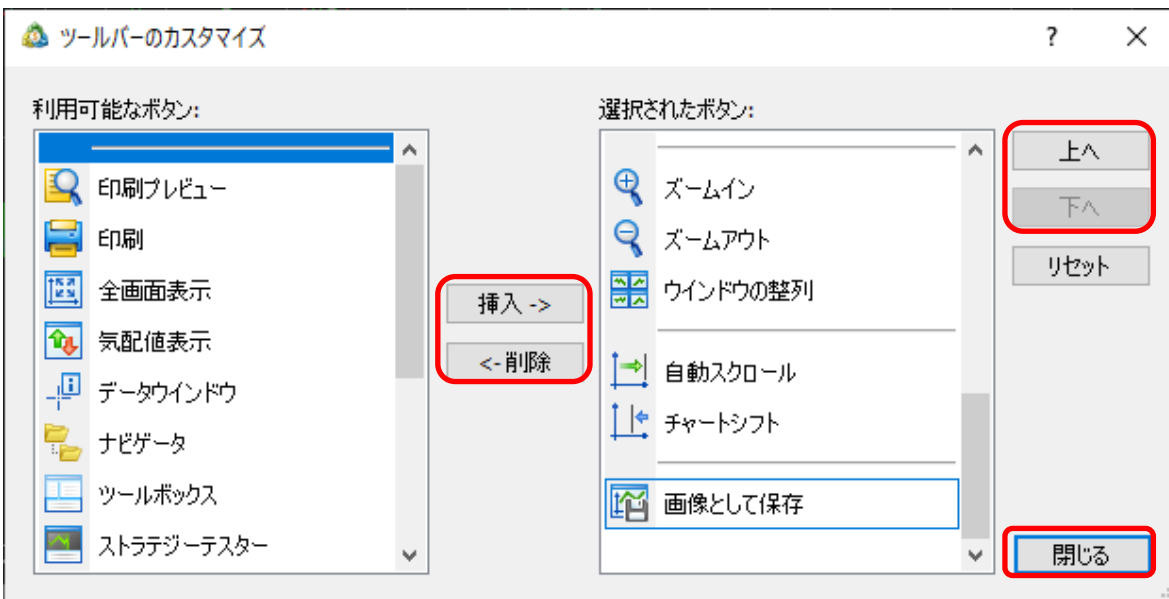 ツールバーのカスタマイズ
?
利用可能なボタン:
印刷プレビュー
印刷
全画面表示
気配値表示
データウインドウ
ナビゲータ
ツールボックス
ストラテジーテスター
挿入 ->
<- 削除
選択されたボタン:
ズームイン
ズームアウト
ウインドウの整列
自動スクロール
チャートシフト
画像として保存
上へ
下へ
リセット
閉じる